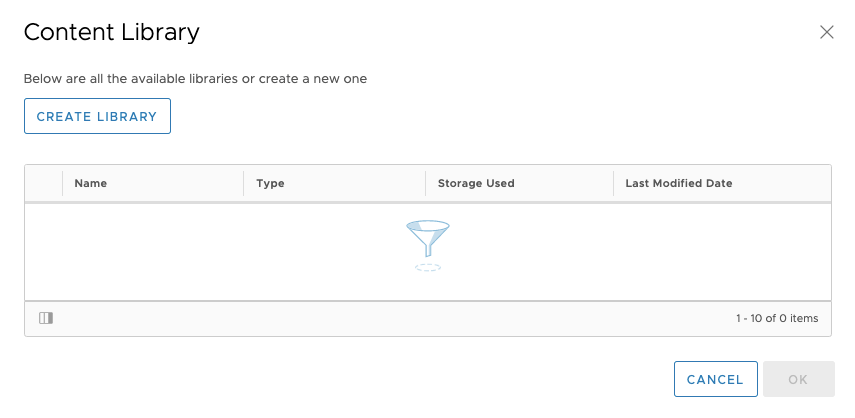 Content Library
Below are all the available libraries or create a new one
CREATE LIBRARY
Name Type Storage Used Last Modified Date
1 - 10 of 0 items
CANCEL OK